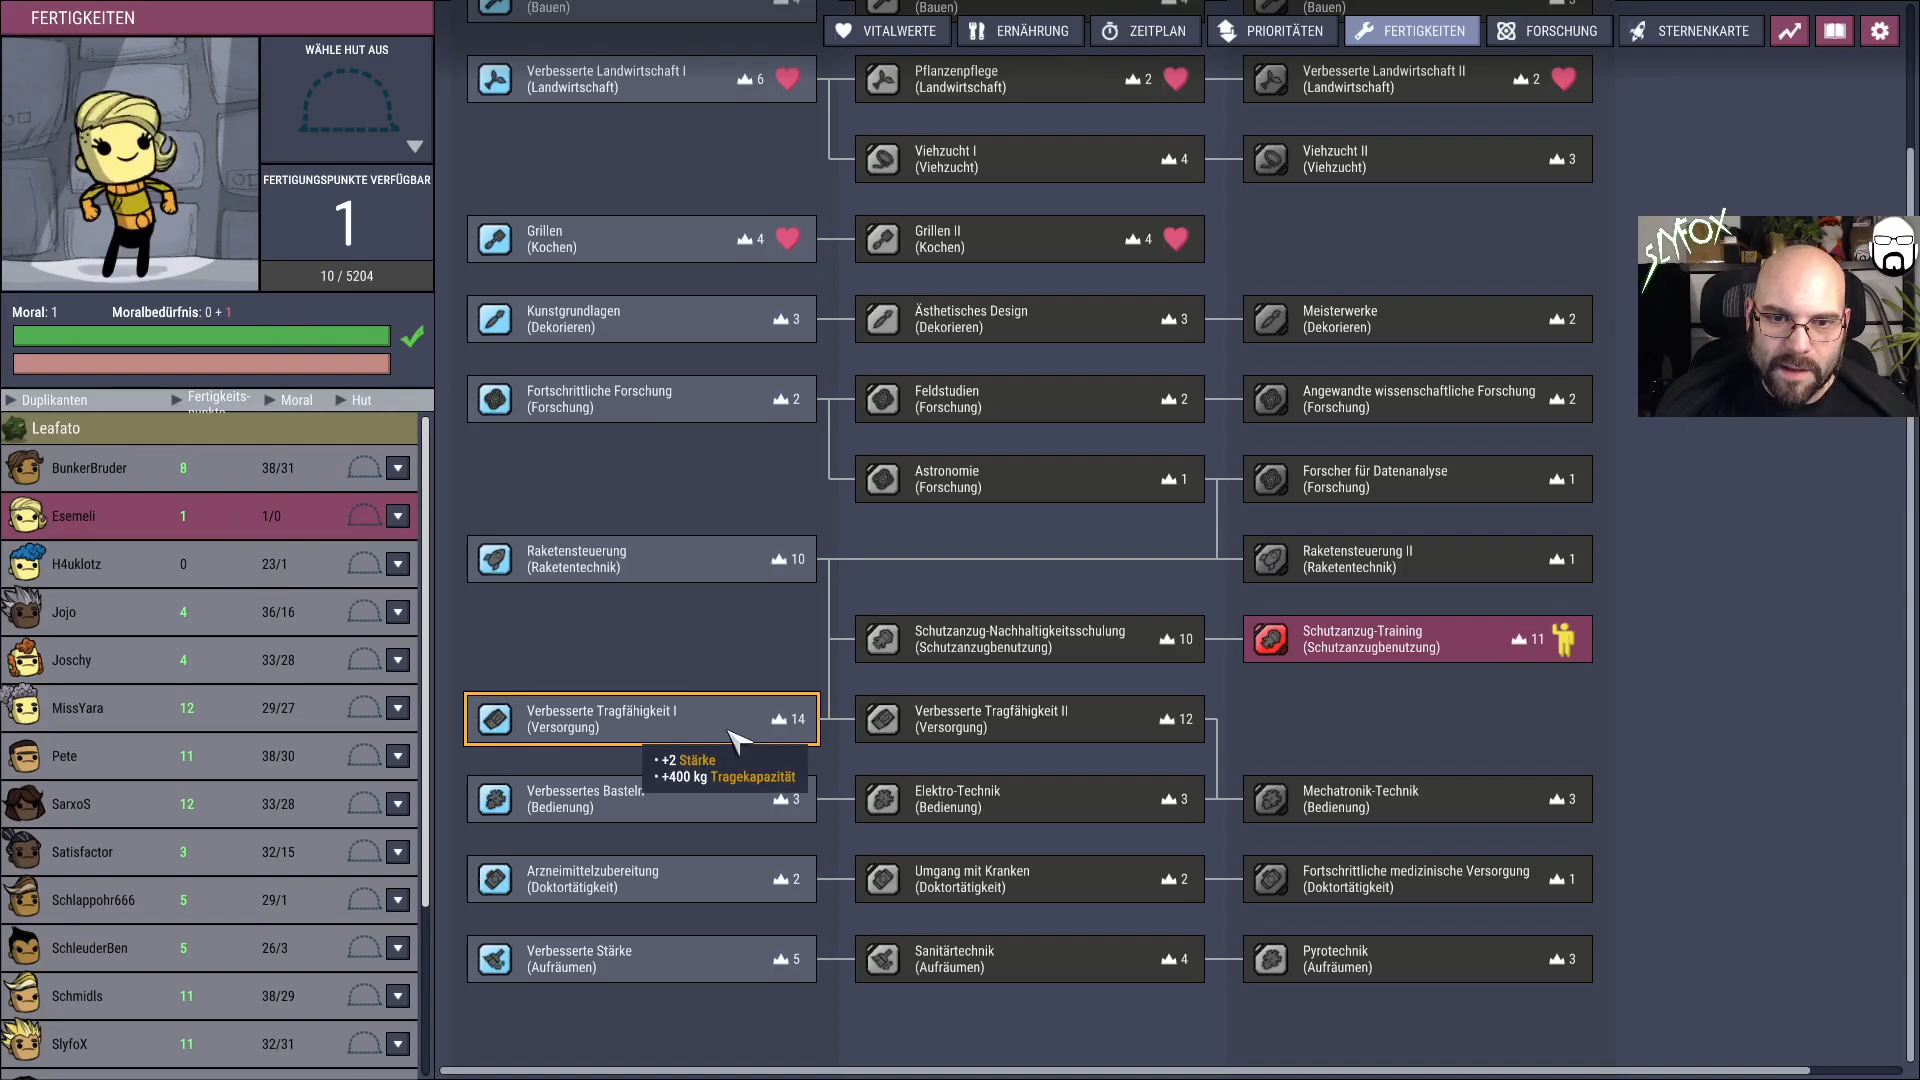 FERTIGKEITEN
VITALWERTE
ERNÄHRUNG
ZEITPLAN
PRIORITÄTEN
FERTIGKEITEN
FORSCHUNG
STERNENKARTE
WÄHLE HUT AUS
FERTIGUNGSPUNKTE VERFÜGBAR
1
10 / 5204
Moral: 1
Moralbedürfnis: 0 + 1
Duplikanten
Fertigkeits-
punkte
Moral
Hut
Leafato
BunkerBruder 8 38/31
Esemeli 1 1/0
H4uklotz 0 23/1
Jojo 4 36/16
Joschy 4 33/28
MissYara 12 29/27
Pete 11 38/30
SarxoS 12 33/28
Satisfactor 3 32/15
Schlappohr666 5 29/1
SchleuderBen 5 26/3
Schmidls 11 38/29
SlyfoX 11 32/31
(Bauen)
(Bauen)
Verbesserte Landwirtschaft I
(Landwirtschaft)
6
Pflanzenpflege
(Landwirtschaft)
2
Verbesserte Landwirtschaft II
(Landwirtschaft)
2
Viehzucht I
(Viehzucht)
4
Viehzucht II
(Viehzucht)
3
Grillen
(Kochen)
4
Grillen II
(Kochen)
4
Kunstgrundlagen
(Dekorieren)
3
Ästhetisches Design
(Dekorieren)
3
Meisterwerke
(Dekorieren)
2
Fortschrittliche Forschung
(Forschung)
2
Feldstudien
(Forschung)
2
Angewandte wissenschaftliche Forschung
(Forschung)
2
Astronomie
(Forschung)
1
Forscher für Datenanalyse
(Forschung)
1
Raketensteuerung
(Raketentechnik)
10
Raketensteuerung II
(Raketentechnik)
1
Schutzanzug-Nachhaltigkeitsschulung
(Schutzanzugbenutzung)
10
Schutzanzug-Training
(Schutzanzugbenutzung)
11
Verbesserte Tragfähigkeit I
(Versorgung)
14
Verbesserte Tragfähigkeit II
(Versorgung)
12
• +2 Stärke
• +400 kg Tragekapazität
Verbessertes Basteln
(Bedienung)
3
Elektro-Technik
(Bedienung)
3
Mechatronik-Technik
(Bedienung)
3
Arzneimittelzubereitung
(Doktortätigkeit)
2
Umgang mit Kranken
(Doktortätigkeit)
2
Fortschrittliche medizinische Versorgung
(Doktortätigkeit)
1
Verbesserte Stärke
(Aufräumen)
5
Sanitärtechnik
(Aufräumen)
4
Pyrotechnik
(Aufräumen)
3
SLYFOX